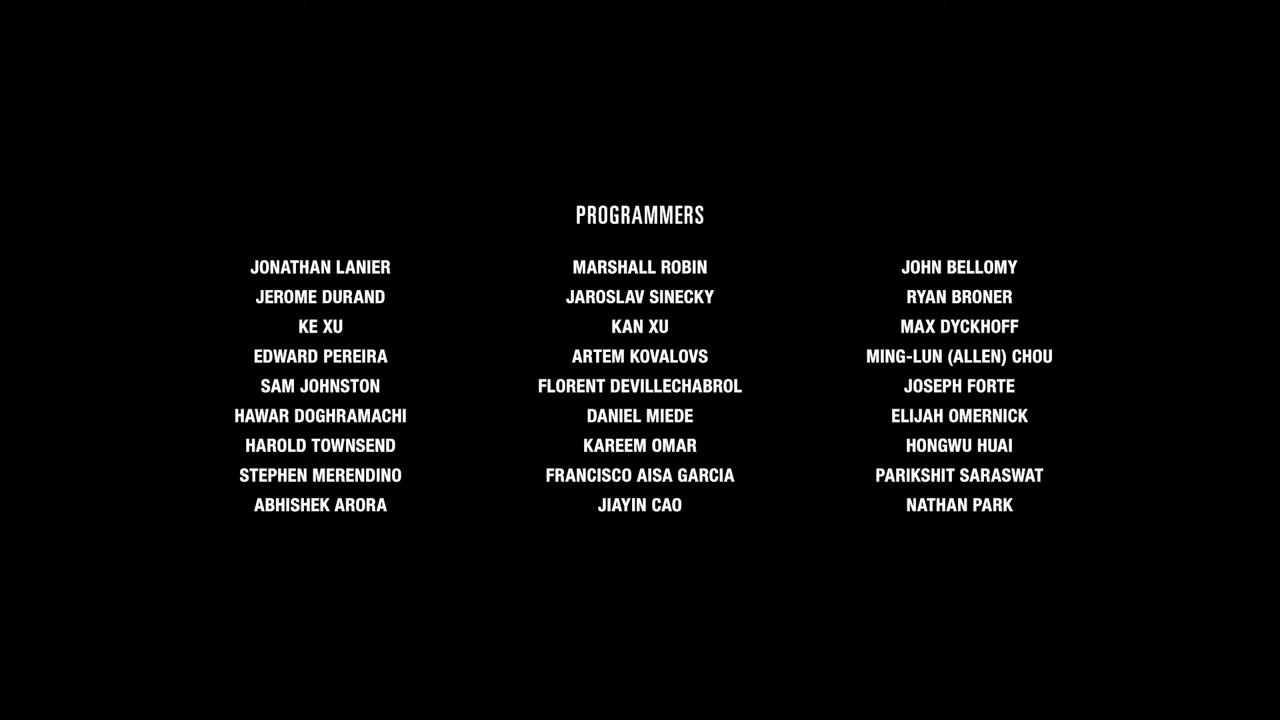 PROGRAMMERS
JONATHAN LANIER MARSHALL ROBIN JOHN BELLOMY
JEROME DURAND JAROSLAV SINECKY RYAN BRONER
KE XU KAN XU MAX DYCKHOFF
EDWARD PEREIRA ARTEM KOVALOVS MING-LUN (ALLEN) CHOU
SAM JOHNSTON FLORENT DEVILLECHABROL JOSEPH FORTE
HAWAR DOGHRAMACHI DANIEL MIEDE ELIJAH OMERNICK
HAROLD TOWNSEND KAREEM OMAR HONGWU HUAI
STEPHEN MERENDINO FRANCISCO AISA GARCIA PARIKSHIT SARASWAT
ABHISHEK ARORA JIAYIN CAO NATHAN PARK